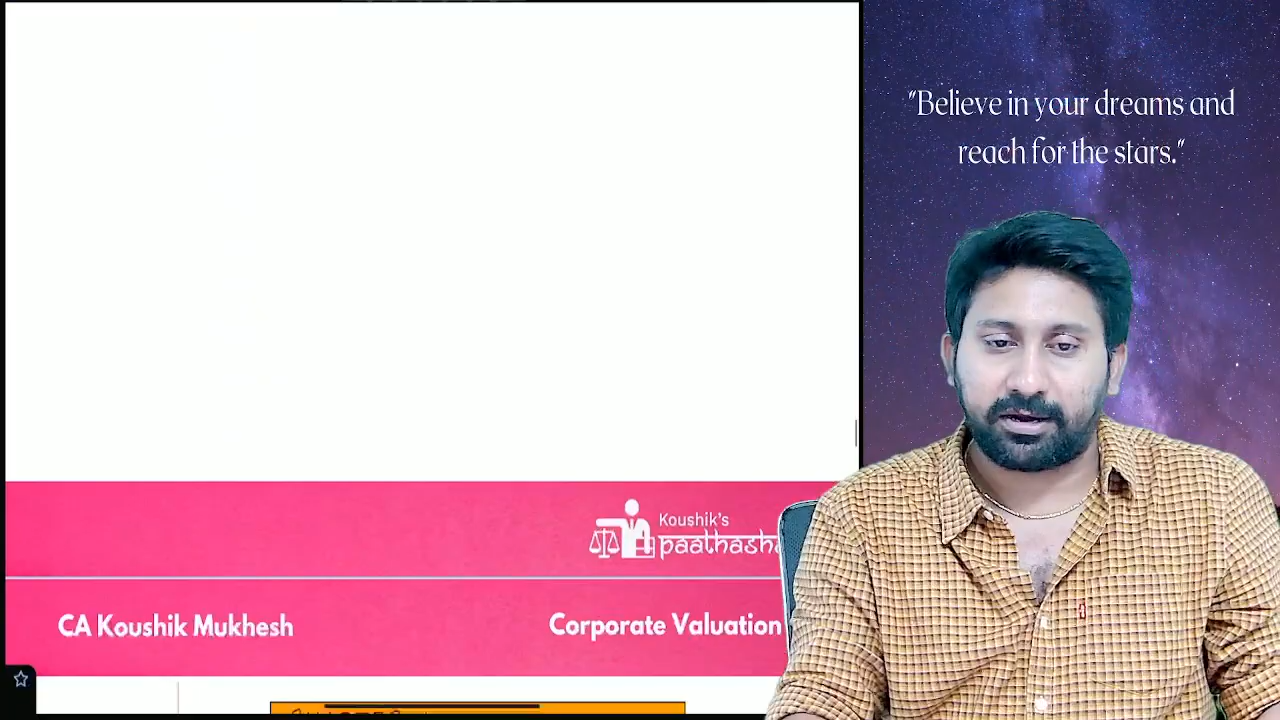 "Believe in your dreams and
reach for the stars."
Koushik's
CA Koushik Mukhesh
Corporate Valuation